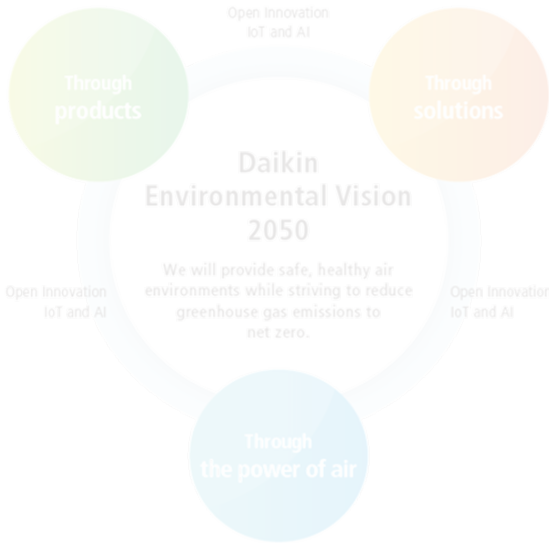 Open Innovation
IoT and AI
Through
products
Through
solutions
Daikin
Environmental Vision
2050
We will provide safe, healthy air
environments while striving to reduce
greenhouse gas emissions to
net zero.
Open Innovation
IoT and AI
Open Innovation
IoT and AI
Through
the power of air